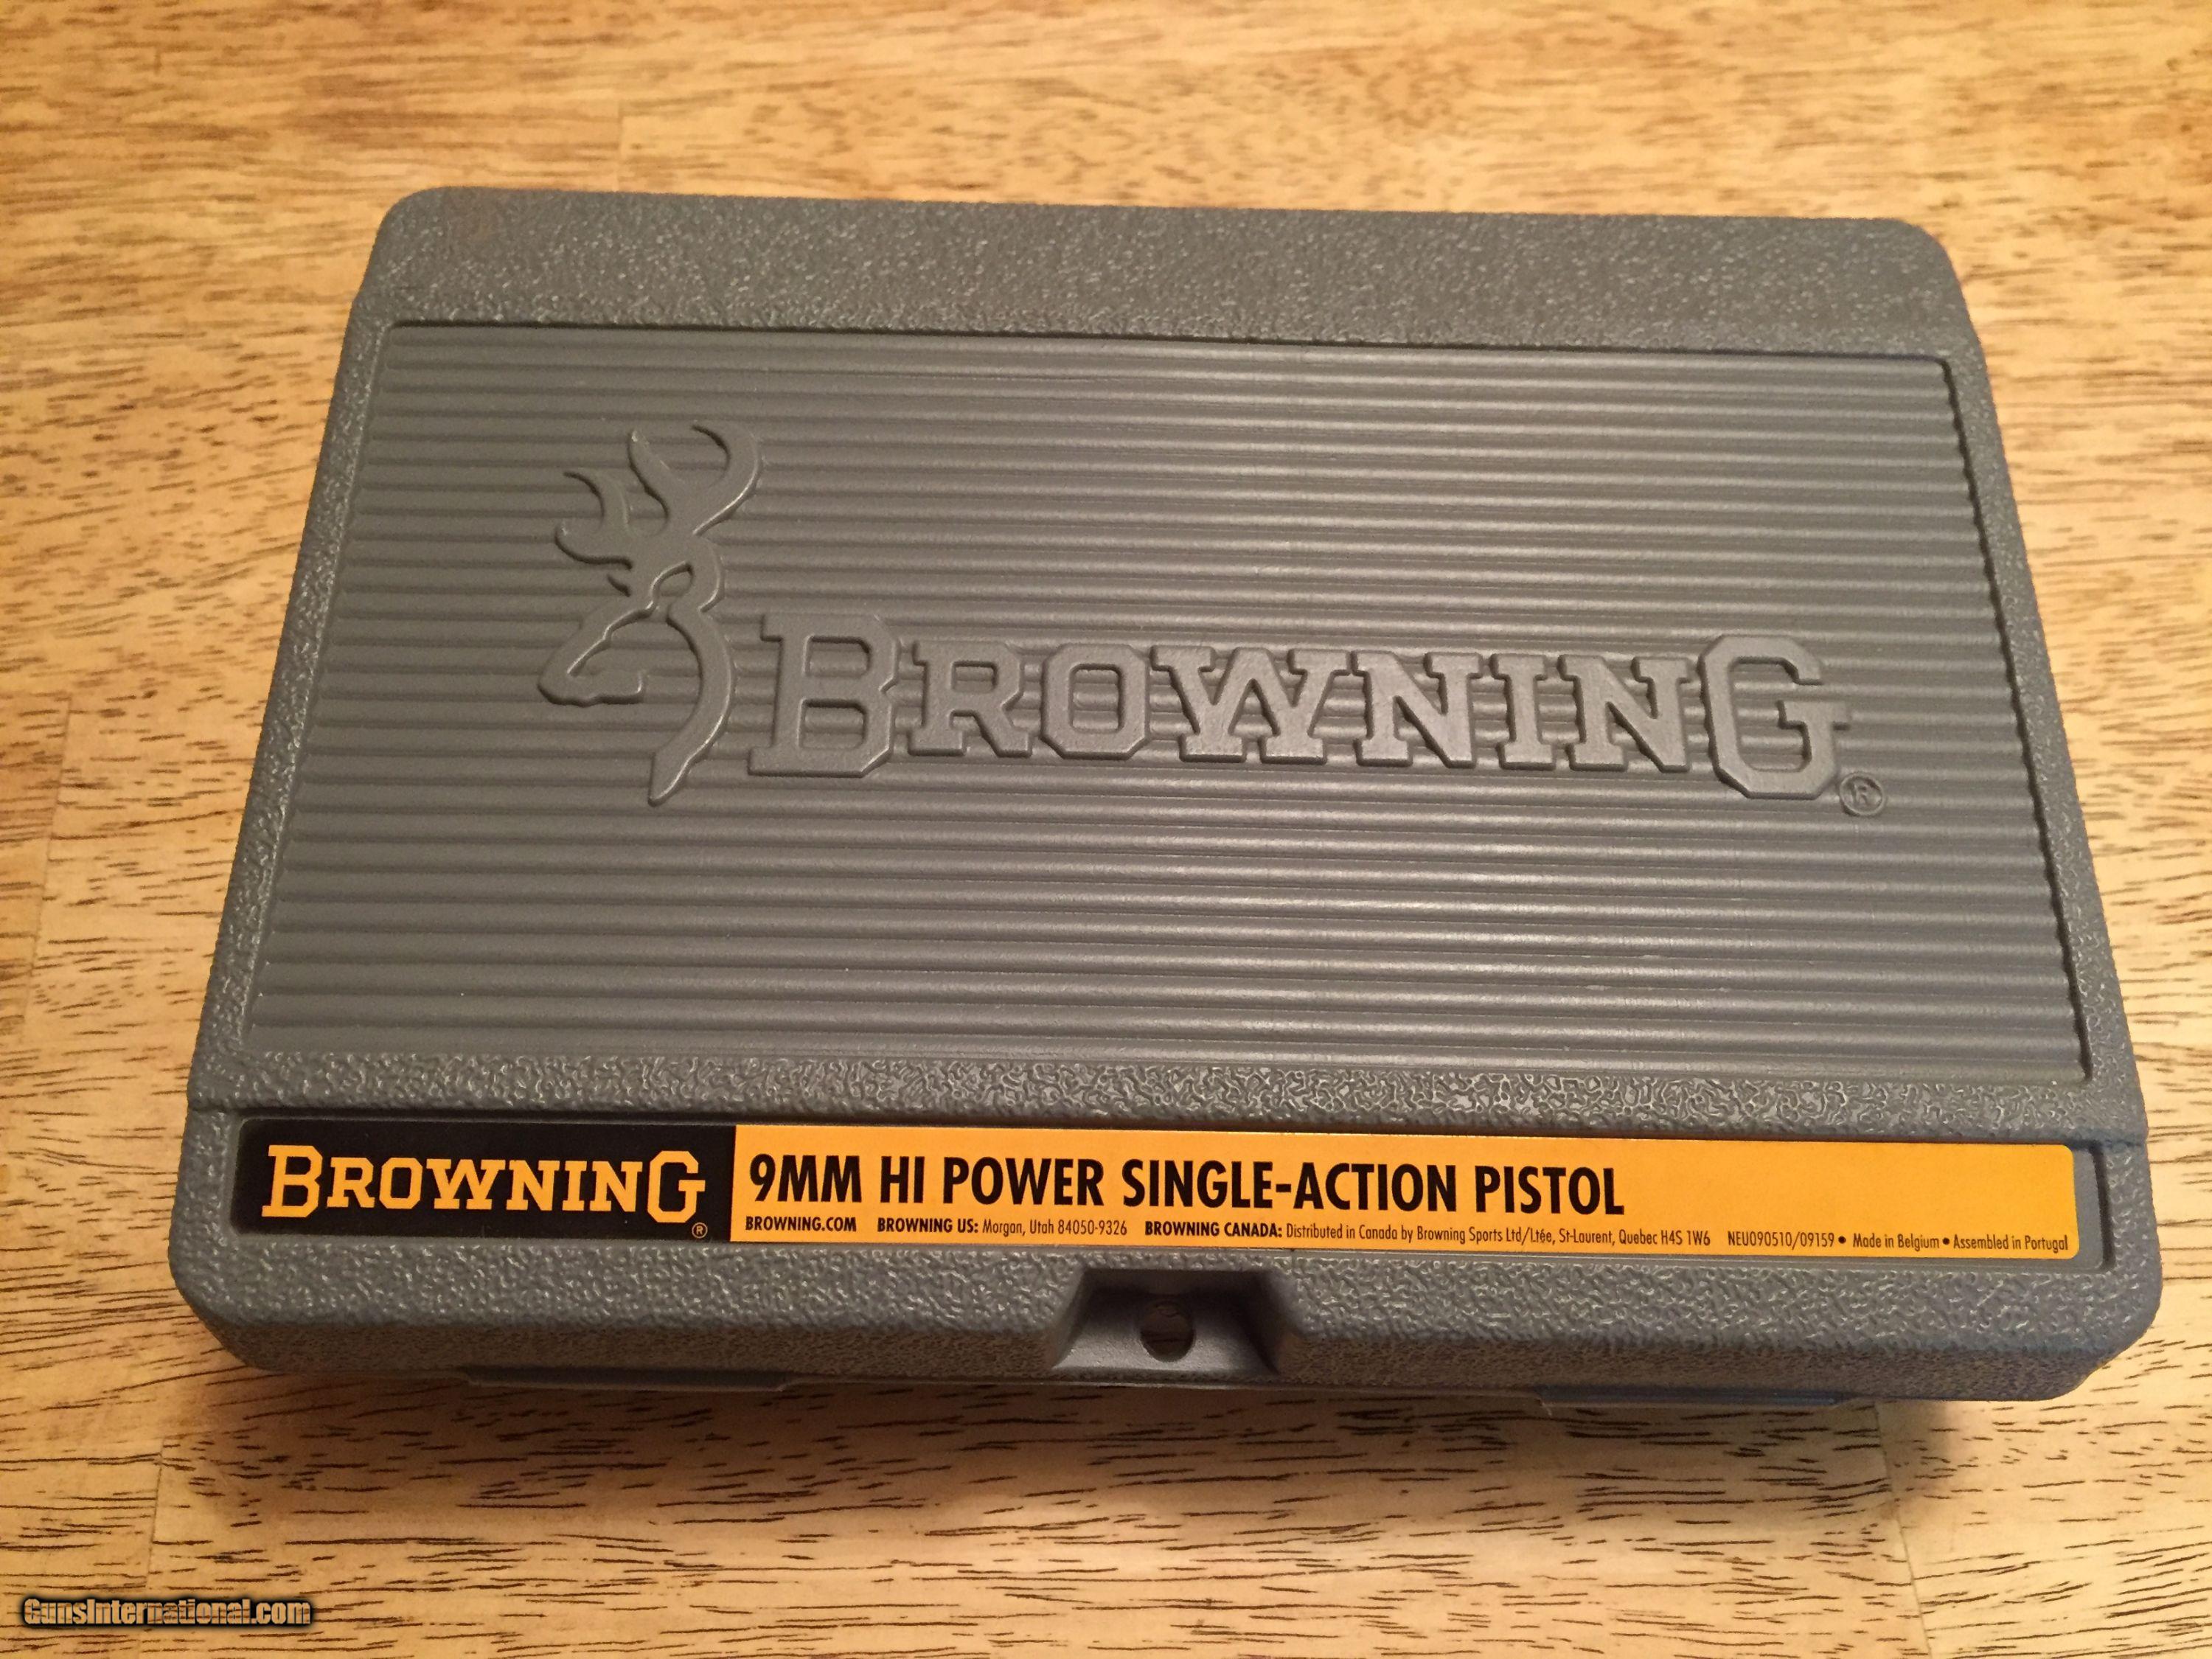 BROWNING®
BROWNING®
9MM HI POWER SINGLE-ACTION PISTOL
BROWNING.COM BROWNING US: Morgan, Utah 84050-9326 BROWNING CANADA: Distributed in Canada by Browning Sports Ltd/Ltée, St-Laurent, Quebec H4S 1W6 NEU090510/09159 • Made in Belgium • Assembled in Portugal
GunsInternational.com